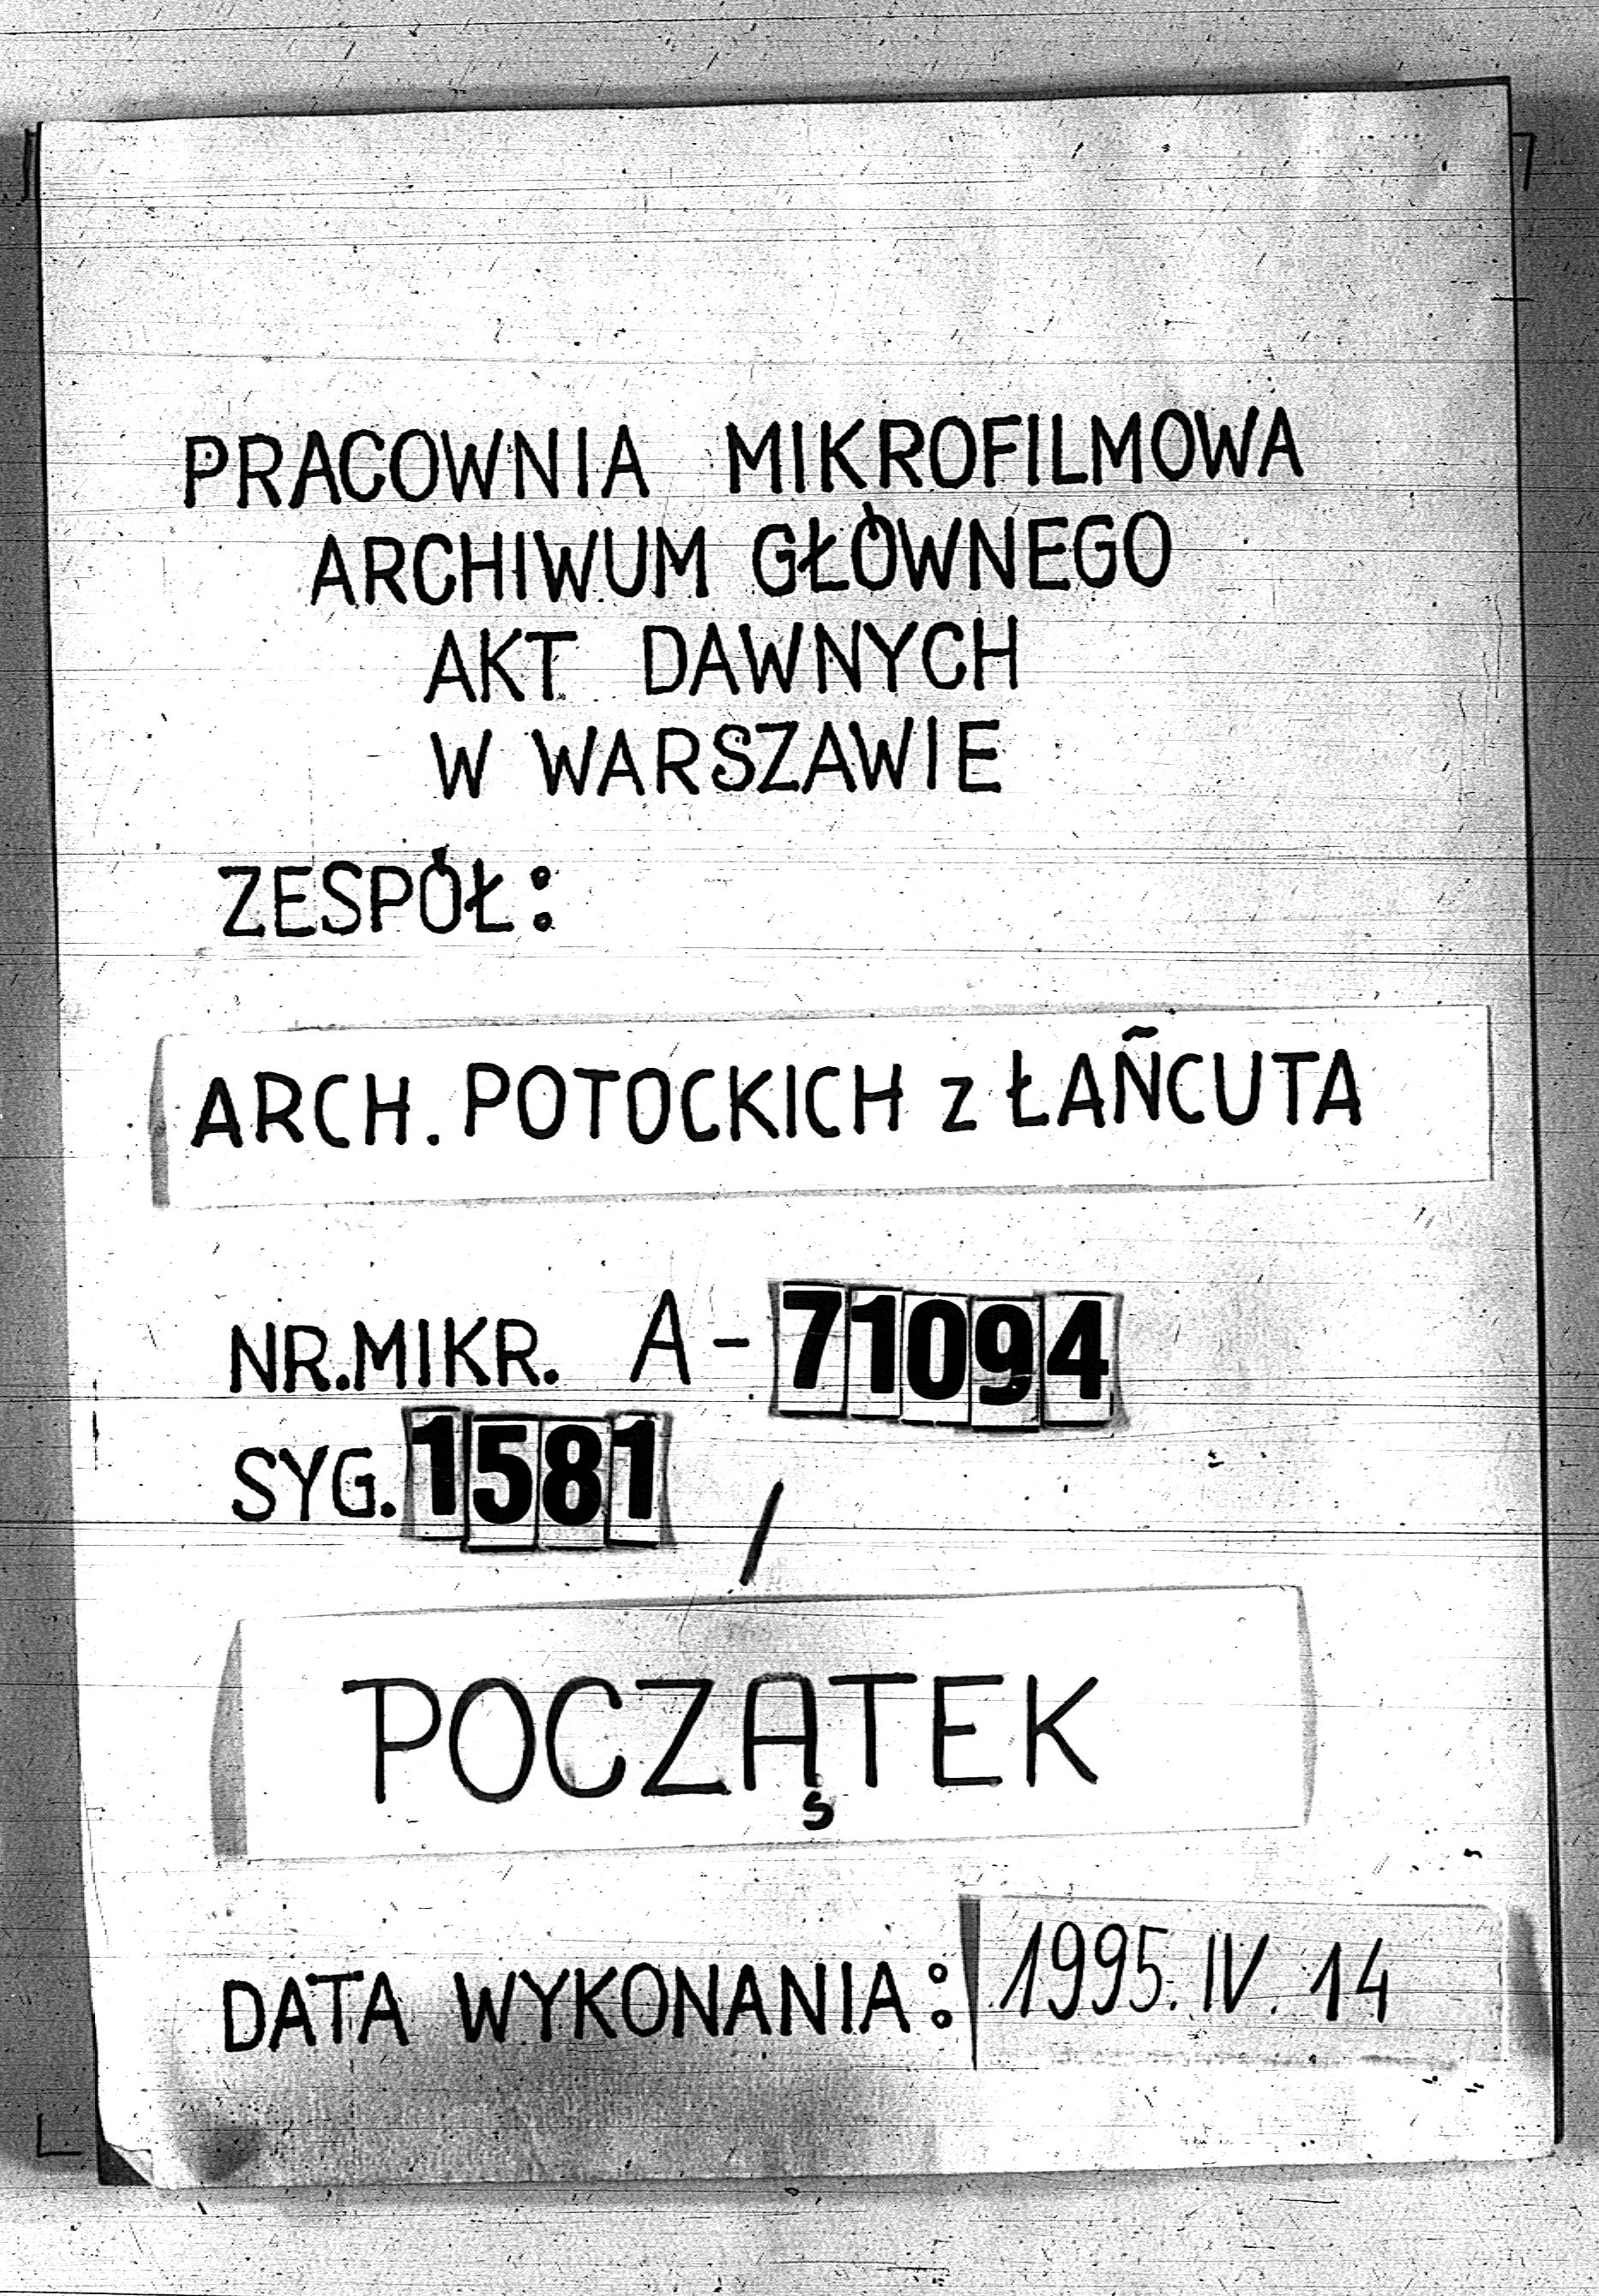 PRACOWNIA MIKROFILMOWA
ARCHIWUM GŁÓWNEGO
AKT DAWNYCH
W WARSZAWIE
ZESPÓŁ:
ARCH. POTOCKICH z ŁAŃCUTA
NR.MIKR. A-71094
SYG. 1581 /
POCZĄTEK
DATA WYKONANIA: 1995.IV.14